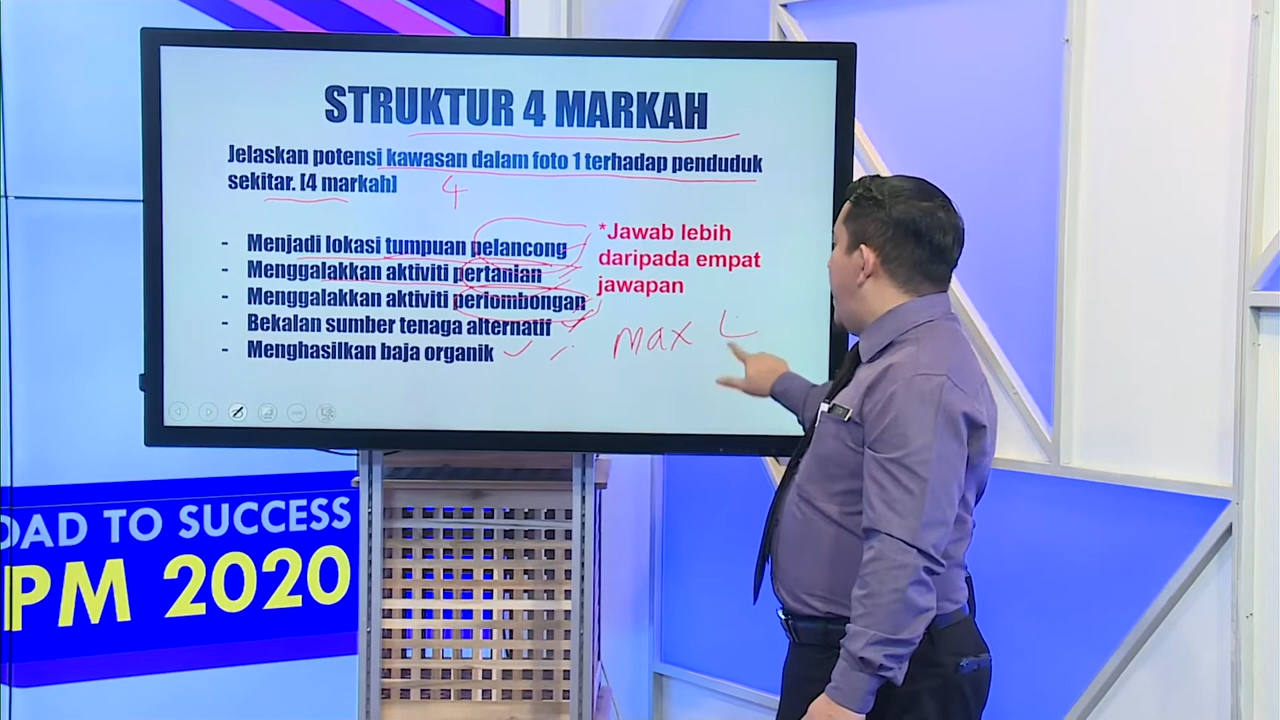 STRUKTUR 4 MARKAH
Jelaskan potensi kawasan dalam foto 1 terhadap penduduk
sekitar. [4 markah]
4
- Menjadi lokasi tumpuan pelancong
- Menggalakkan aktiviti pertanian
- Menggalakkan aktiviti perlombongan
- Bekalan sumber tenaga alternatif
- Menghasilkan baja organik
*Jawab lebih
daripada empat
jawapan
max
OAD TO SUCCESS
PM 2020